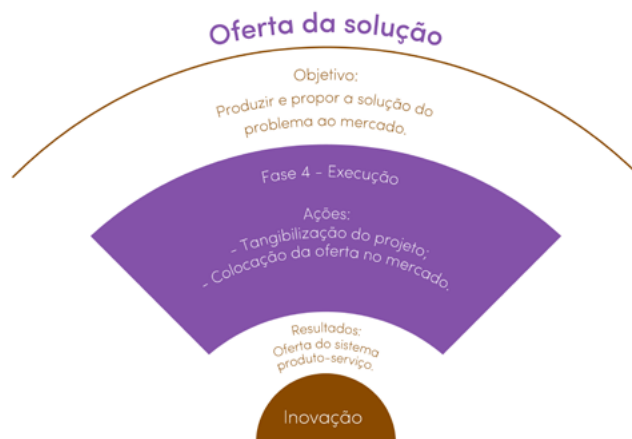 Oferta da solução
Objetivo:
Produzir e propor a solução do
problema ao mercado.
Fase 4 - Execução
Ações:
- Tangibilização do projeto;
- Colocação da oferta no mercado.
Resultados:
Oferta do sistema
produto-serviço.
Inovação